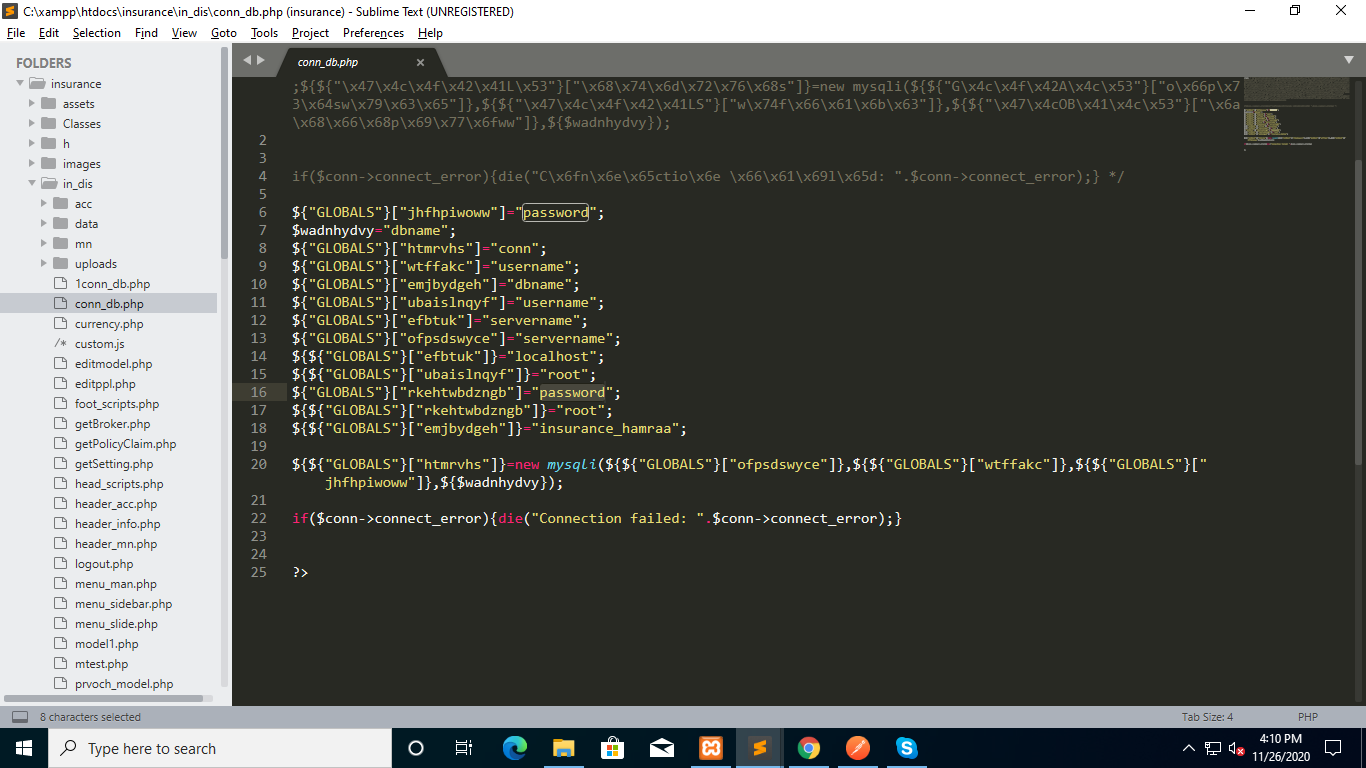 C:\xampp\htdocs\insurance\in_dis\conn_db.php (insurance) - Sublime Text (UNREGISTERED)
File Edit Selection Find View Goto Tools Project Preferences Help
FOLDERS
insurance
assets
Classes
h
images
in_dis
acc
data
mn
uploads
1conn_db.php
conn_db.php
currency.php
/* custom.js
editmodel.php
editppl.php
foot_scripts.php
getBroker.php
getPolicyClaim.php
getSetting.php
head_scripts.php
header_acc.php
header_info.php
header_mn.php
logout.php
menu_man.php
menu_sidebar.php
menu_slide.php
model1.php
mtest.php
prvoch_model.php
conn_db.php ×
;${${"\x47\x4c\x4f\x42\x41L\x53"}["\x68\x74\x6d\x72\x76\x68s"]}=new mysqli(${${"G\x4c\x4f\x42A\x4c\x53"}["o\x66p\x7
3\x64sw\x79\x63\x65"]},${${"\x47\x4c\x4f\x42\x41LS"}["w\x74f\x66\x61\x6b\x63"]},${${"\x47\x4cOB\x41\x4c\x53"}["\x6a
\x68\x66\x68p\x69\x77\x6fww"]},${$wadnhydvy});
2
3
4 if($conn->connect_error){die("C\x6fn\x6e\x65ctio\x6e \x66\x61\x69l\x65d: ".$conn->connect_error);} */
5
6 ${"GLOBALS"}["jhfhpiwoww"]="password";
7 $wadnhydvy="dbname";
8 ${"GLOBALS"}["htmrvhs"]="conn";
9 ${"GLOBALS"}["wtffakc"]="username";
10 ${"GLOBALS"}["emjbydgeh"]="dbname";
11 ${"GLOBALS"}["ubaislnqyf"]="username";
12 ${"GLOBALS"}["efbtuk"]="servername";
13 ${"GLOBALS"}["ofpsdswyce"]="servername";
14 ${${"GLOBALS"}["efbtuk"]}="localhost";
15 ${${"GLOBALS"}["ubaislnqyf"]}="root";
16 ${"GLOBALS"}["rkehtwbdzngb"]="password";
17 ${${"GLOBALS"}["rkehtwbdzngb"]}="root";
18 ${${"GLOBALS"}["emjbydgeh"]}="insurance_hamraa";
19
20 ${${"GLOBALS"}["htmrvhs"]}=new mysqli(${${"GLOBALS"}["ofpsdswyce"]},${${"GLOBALS"}["wtffakc"]},${${"GLOBALS"}["
jhfhpiwoww"]},${$wadnhydvy});
21
22 if($conn->connect_error){die("Connection failed: ".$conn->connect_error);}
23
24
25 ?>
8 characters selected Tab Size: 4 PHP
Type here to search
4:10 PM
11/26/2020